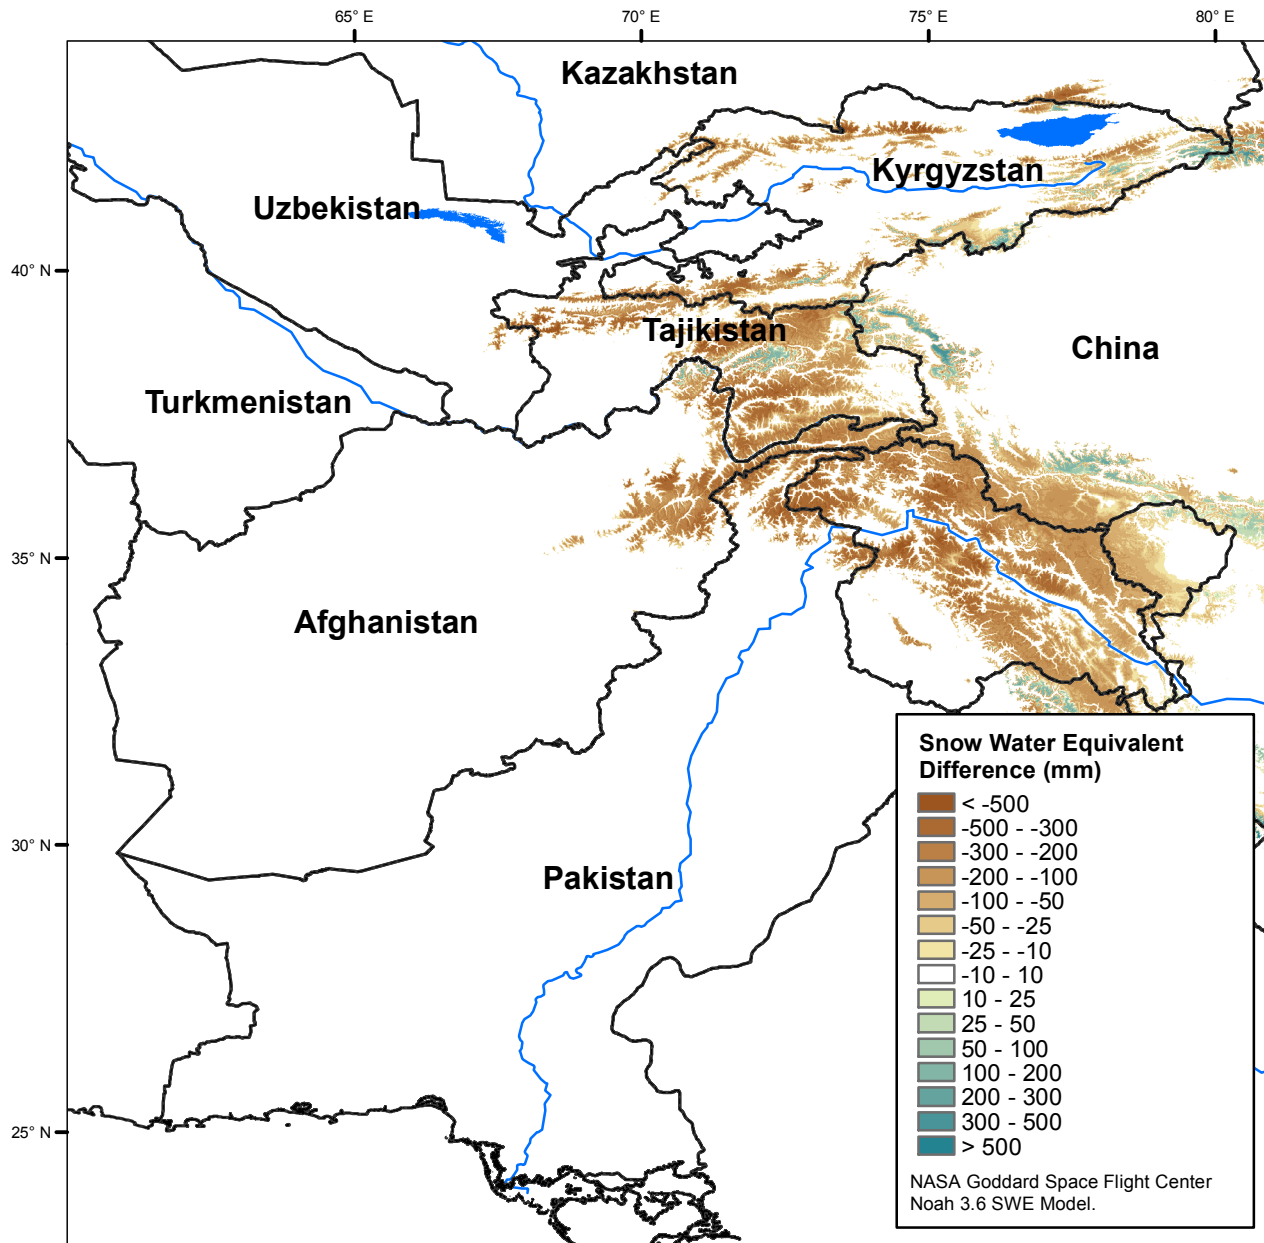 65° E
70° E
75° E
80° E
Kazakhstan
Kyrgyzstan
Uzbekistan
40° N
Tajikistan
China
Turkmenistan
35° N
Afghanistan
Snow Water Equivalent
Difference (mm)
< -500
-500 - -300
-300 - -200
-200 - -100
-100 - -50
-50 - -25
-25 - -10
-10 - 10
10 - 25
25 - 50
50 - 100
100 - 200
200 - 300
300 - 500
> 500
NASA Goddard Space Flight Center
Noah 3.6 SWE Model.
30° N
Pakistan
25° N